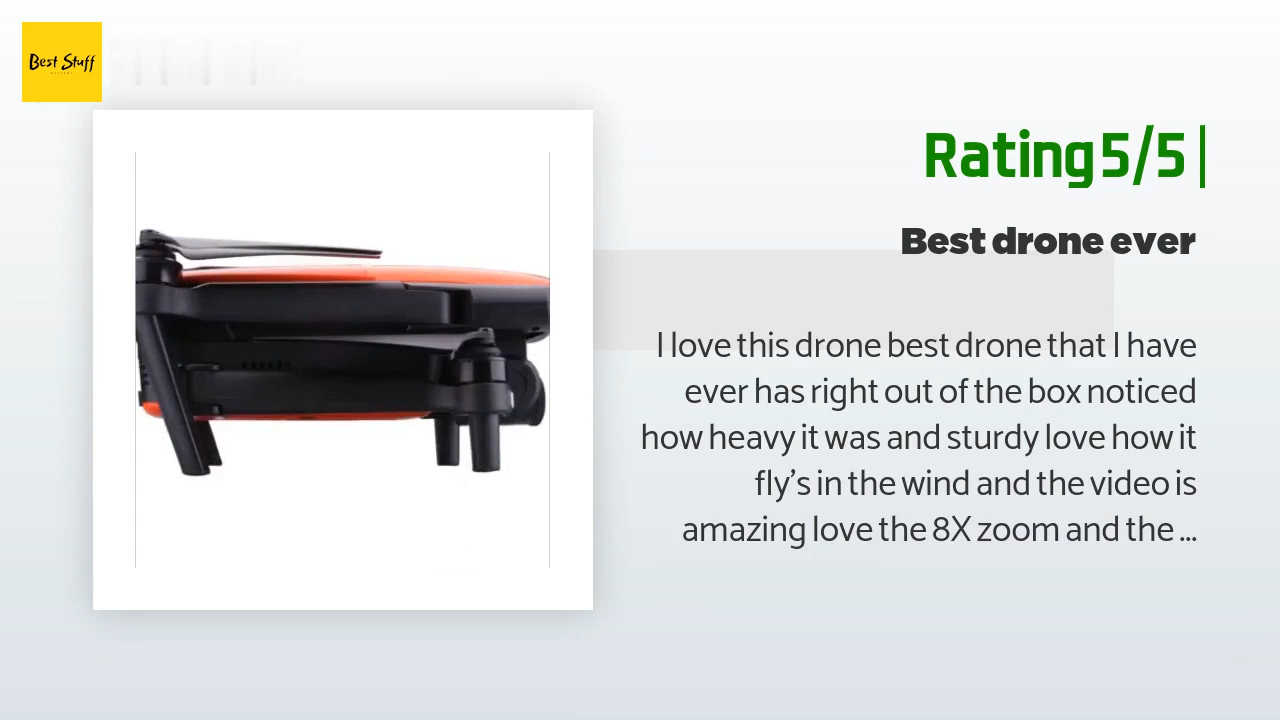 Best Stuff
Rating 5/5 |
Best drone ever
I love this drone best drone that I have
ever has right out of the box noticed
how heavy it was and sturdy love how it
fly's in the wind and the video is
amazing love the 8X zoom and the ...